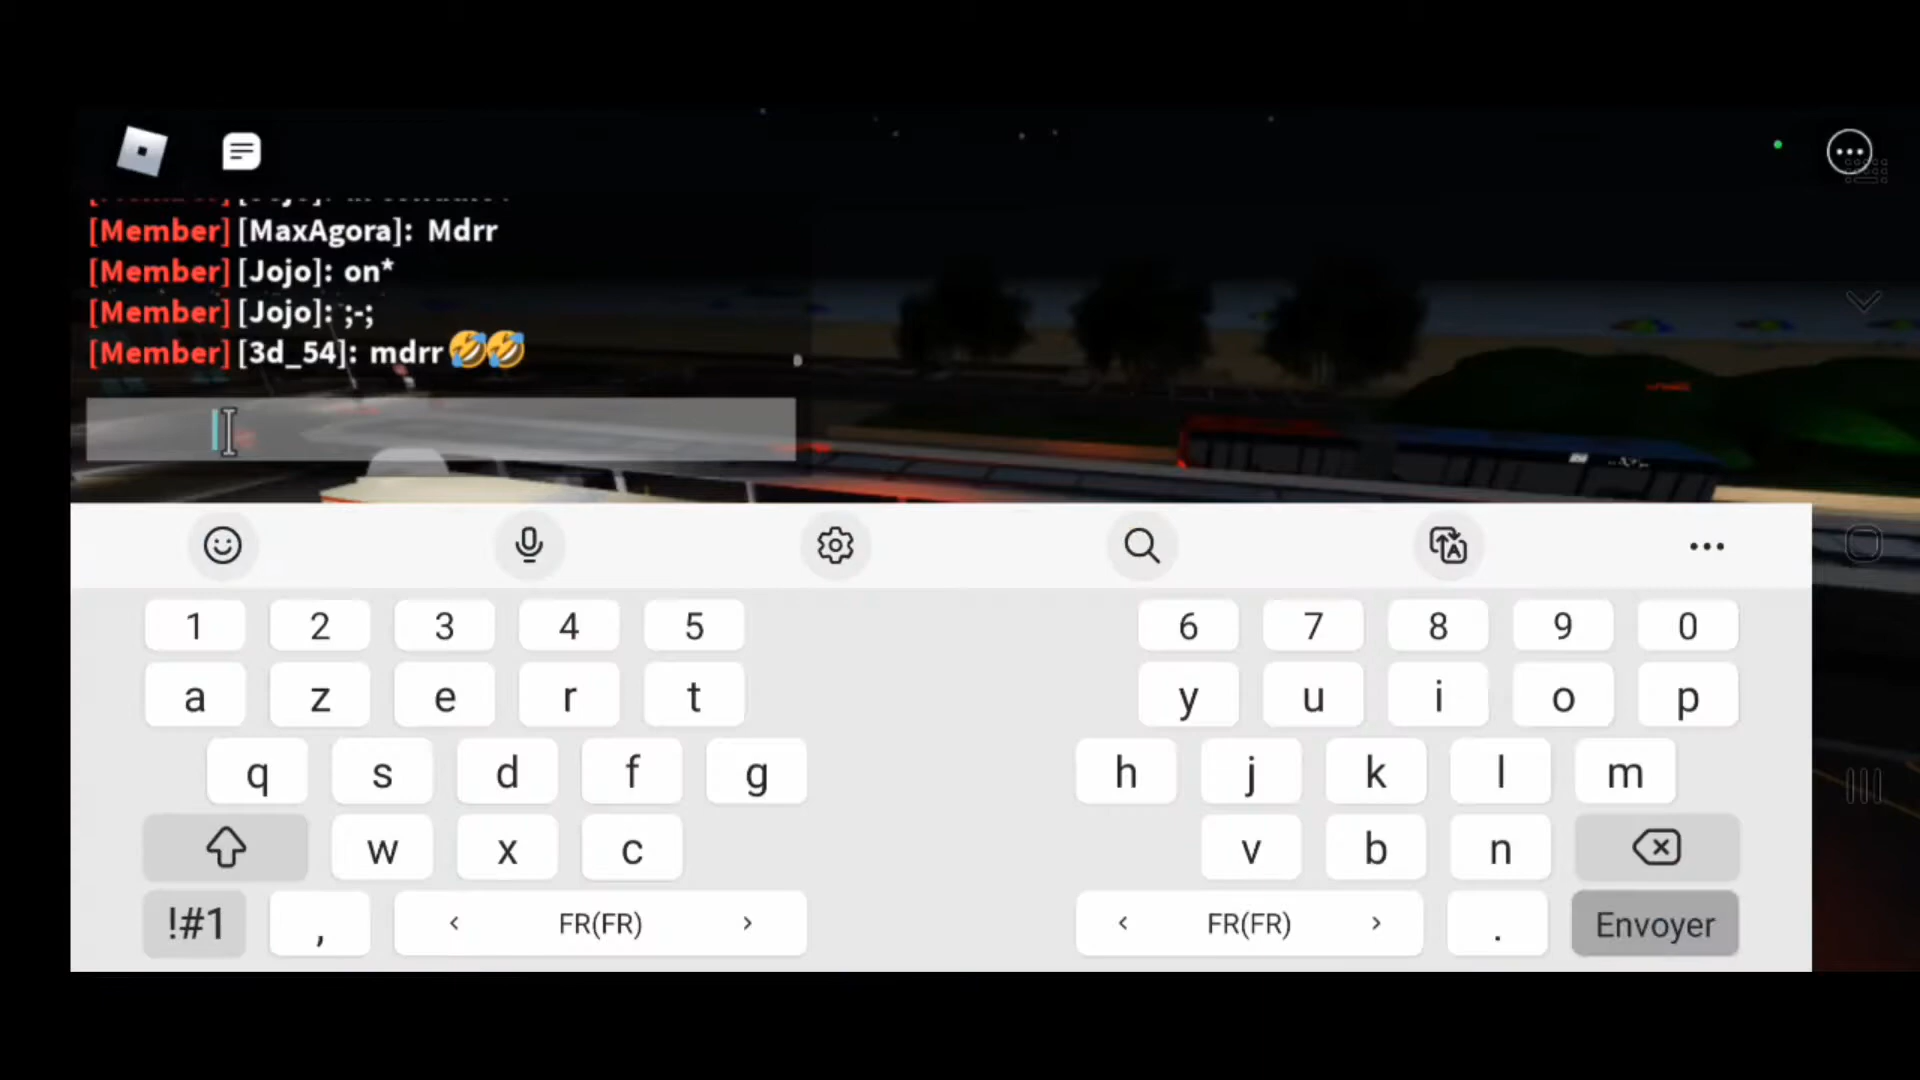 [Member] [MaxAgora]: Mdrr
[Member] [Jojo]: on*
[Member] [Jojo]: ;-;
[Member] [3d_54]: mdrr🤣🤣
1 2 3 4 5 6 7 8 9 0
a z e r t y u i o p
q s d f g h j k l m
w x c v b n
!#1 , < FR(FR) > < FR(FR) > . Envoyer